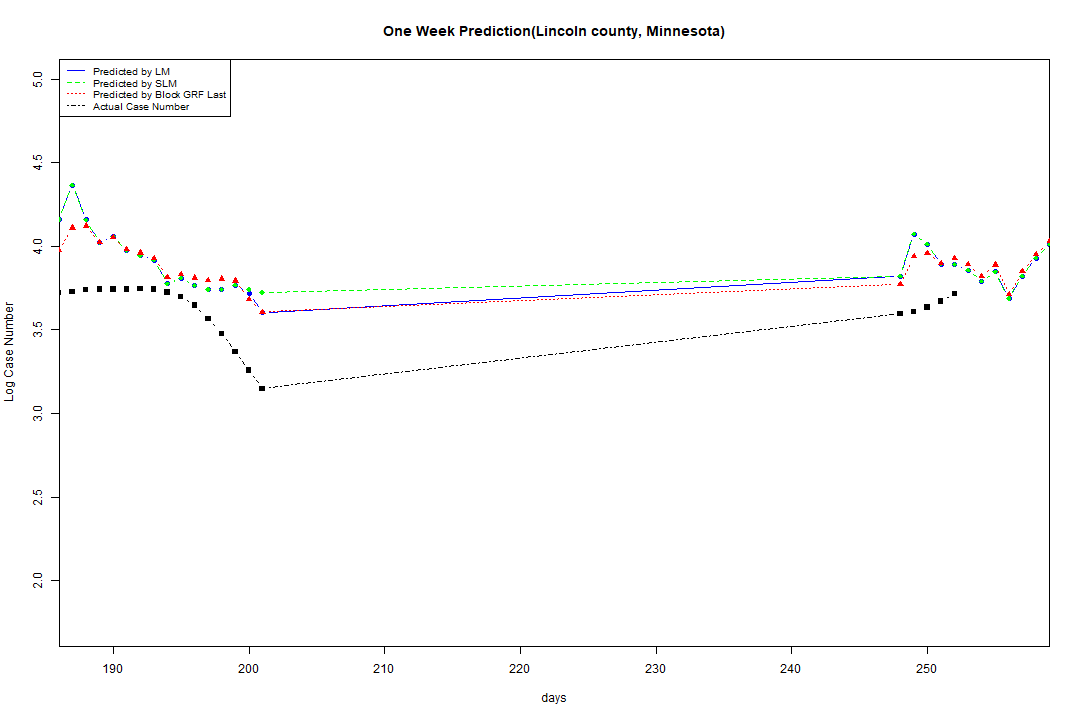 One Week Prediction(Lincoln county, Minnesota)
Predicted by LM
Predicted by SLM
Predicted by Block GRF Last
Actual Case Number
5.0
4.5
4.0
3.5
3.0
2.5
2.0
Log Case Number
190 200 210 220 230 240 250
days